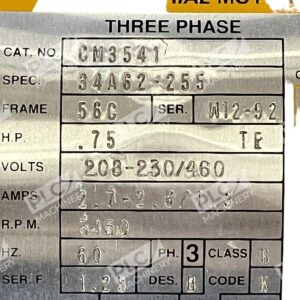 THREE PHASE
CAT. NO. CM3541
SPEC. 34A62-255
FRAME 56C SER. W12-92
H.P. .75 TE
VOLTS 208-230/460
AMPS
R.P.M. 3450
HZ. 60 PH. 3 CLASS
SER. F. 1.25 DES. CODE K